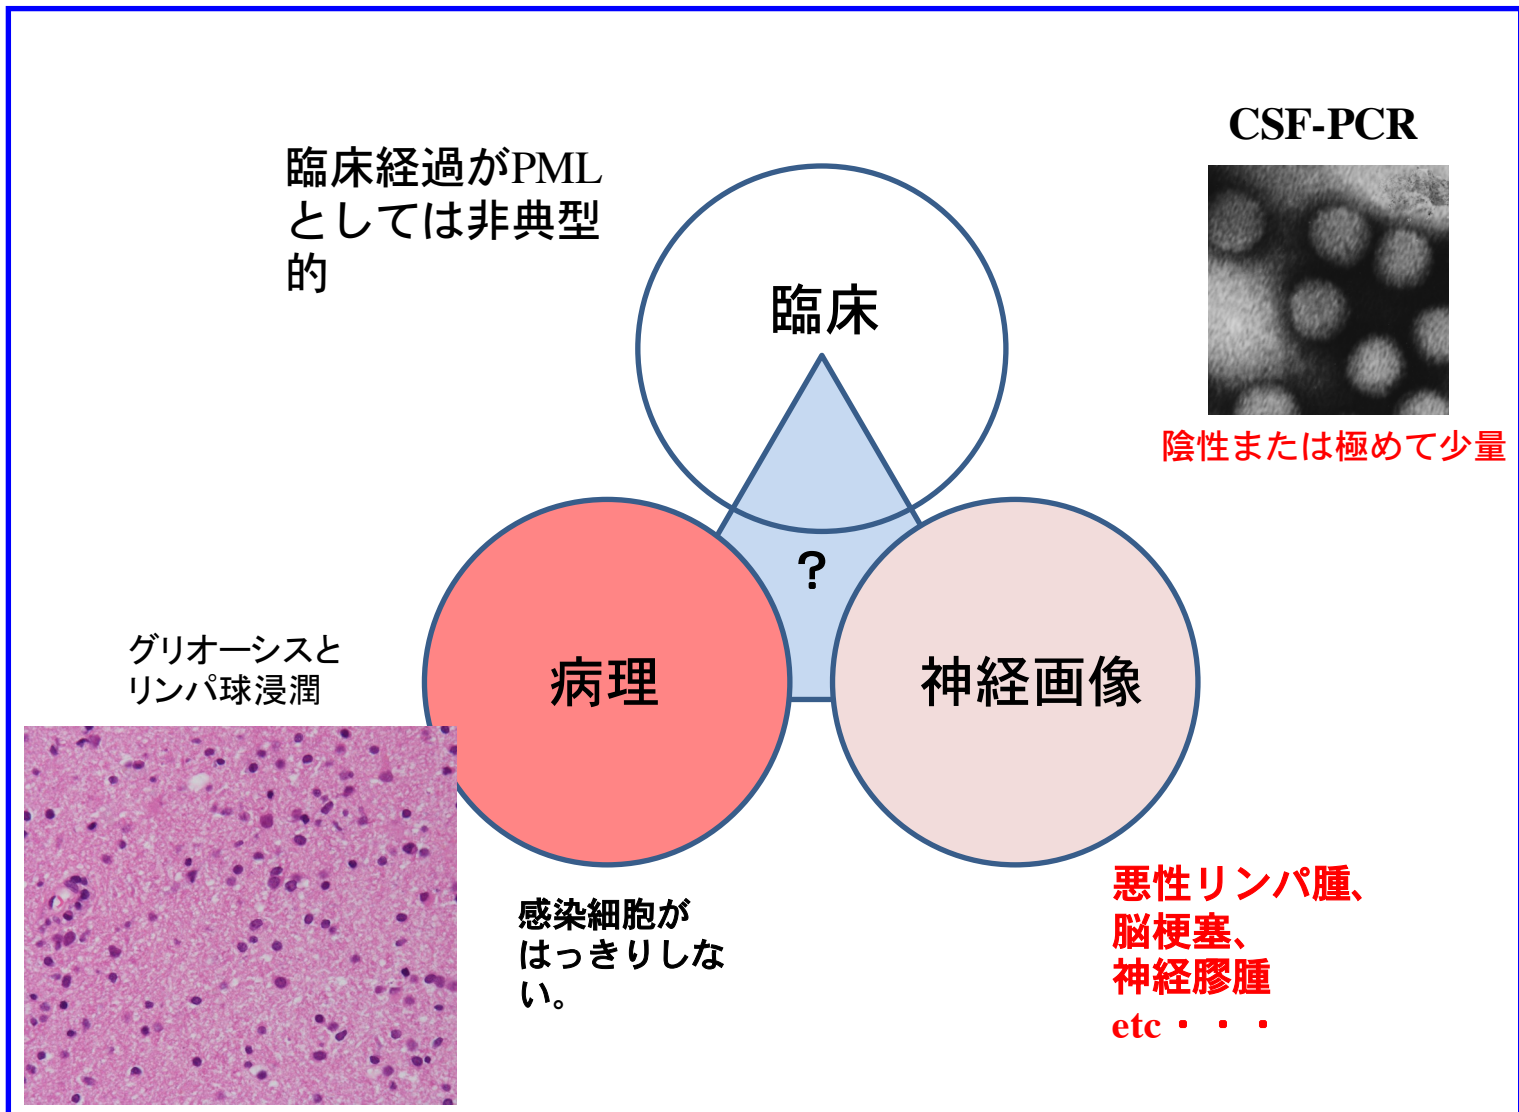 CSF-PCR
臨床経過がPML
としては非典型
的
臨床
陰性または極めて少量
?
グリオーシスと
リンパ球浸潤
病理
神経画像
感染細胞が
はっきりしな
い。
悪性リンパ腫、
脳梗塞、
神経膠腫
etc・・・